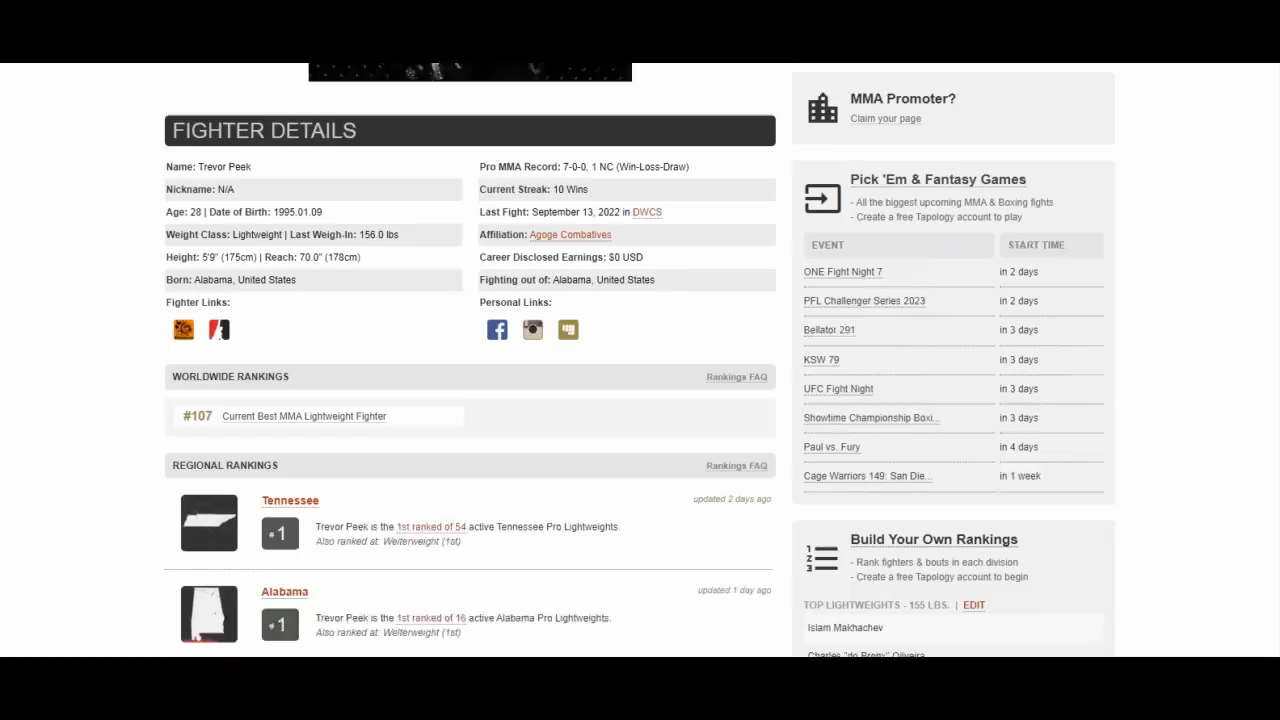 FIGHTER DETAILS
Name: Trevor Peek
Nickname: N/A
Age: 28 | Date of Birth: 1995.01.09
Weight Class: Lightweight | Last Weigh-In: 156.0 lbs
Height: 5'9" (175cm) | Reach: 70.0" (178cm)
Born: Alabama, United States
Fighter Links:
Pro MMA Record: 7-0-0, 1 NC (Win-Loss-Draw)
Current Streak: 10 Wins
Last Fight: September 13, 2022 in DWCS
Affiliation: Agoge Combatives
Career Disclosed Earnings: $0 USD
Fighting out of: Alabama, United States
Personal Links:
WORLDWIDE RANKINGS
Rankings FAQ
#107 Current Best MMA Lightweight Fighter
REGIONAL RANKINGS
Rankings FAQ
Tennessee
updated 2 days ago
#1
Trevor Peek is the 1st ranked of 54 active Tennessee Pro Lightweights.
Also ranked at: Welterweight (1st)
Alabama
updated 1 day ago
#1
Trevor Peek is the 1st ranked of 16 active Alabama Pro Lightweights.
Also ranked at: Welterweight (1st)
MMA Promoter?
Claim your page
Pick 'Em & Fantasy Games
- All the biggest upcoming MMA & Boxing fights
- Create a free Tapology account to play
EVENT START TIME
ONE Fight Night 7 in 2 days
PFL Challenger Series 2023 in 2 days
Bellator 291 in 3 days
KSW 79 in 3 days
UFC Fight Night in 3 days
Showtime Championship Boxi... in 3 days
Paul vs. Fury in 4 days
Cage Warriors 149: San Die... in 1 week
Build Your Own Rankings
- Rank fighters & bouts in each division
- Create a free Tapology account to begin
TOP LIGHTWEIGHTS - 155 LBS. | EDIT
Islam Makhachev
Charles "do Bronx" Oliveira